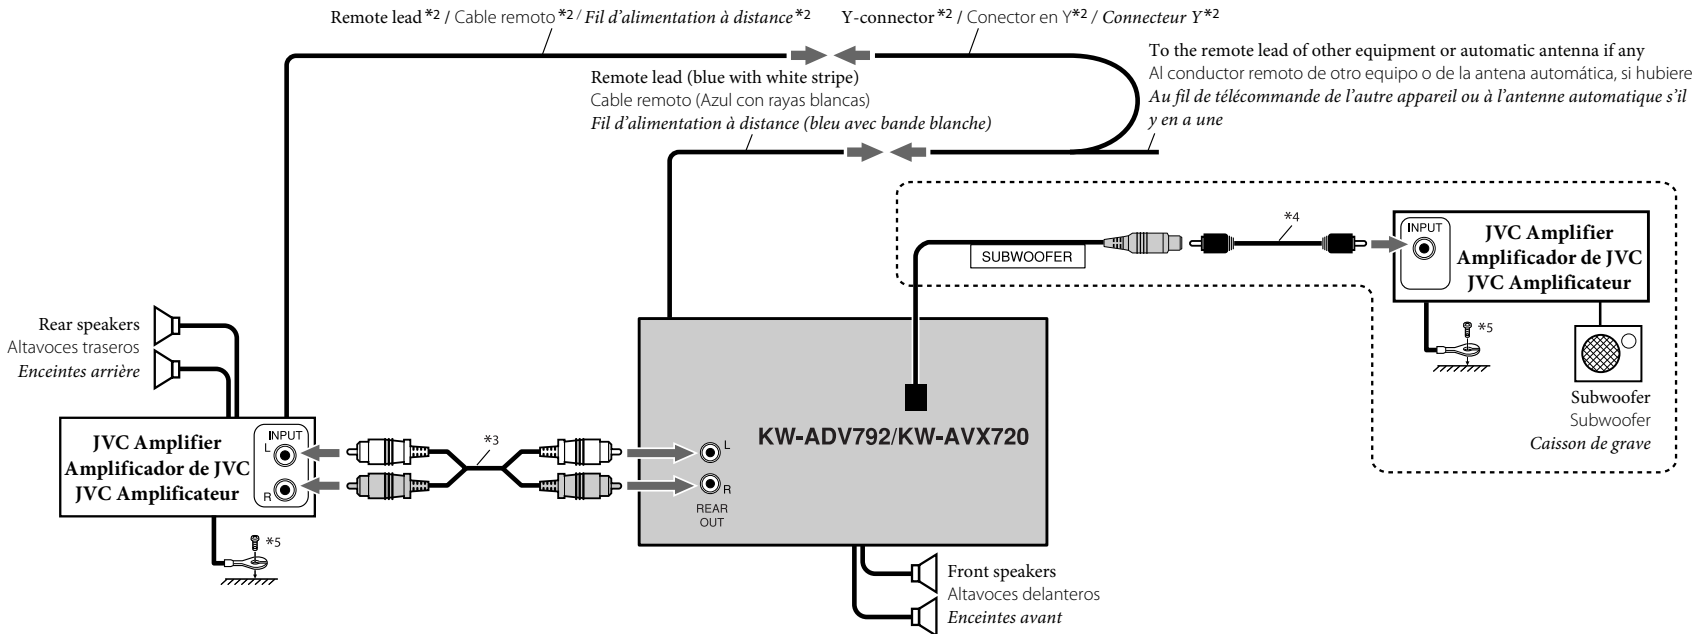 Remote lead*2 / Cable remoto*2 / Fil d'alimentation à distance*2
Y-connector*2 / Conector en Y*2 / Connecteur Y*2
To the remote lead of other equipment or automatic antenna if any
Al conductor remoto de otro equipo o de la antena automática, si hubiere
Au fil de télécommande de l'autre appareil ou à l'antenne automatique s'il
y en a une
Remote lead (blue with white stripe)
Cable remoto (Azul con rayas blancas)
Fil d'alimentation à distance (bleu avec bande blanche)
SUBWOOFER
*4
INPUT
JVC Amplifier
Amplificador de JVC
JVC Amplificateur
*5
Subwoofer
Subwoofer
Caisson de grave
Rear speakers
Altavoces traseros
Enceintes arrière
JVC Amplifier
Amplificador de JVC
JVC Amplificateur
INPUT
L
R
*5
*3
KW-ADV792/KW-AVX720
L
R
REAR
OUT
Front speakers
Altavoces delanteros
Enceintes avant